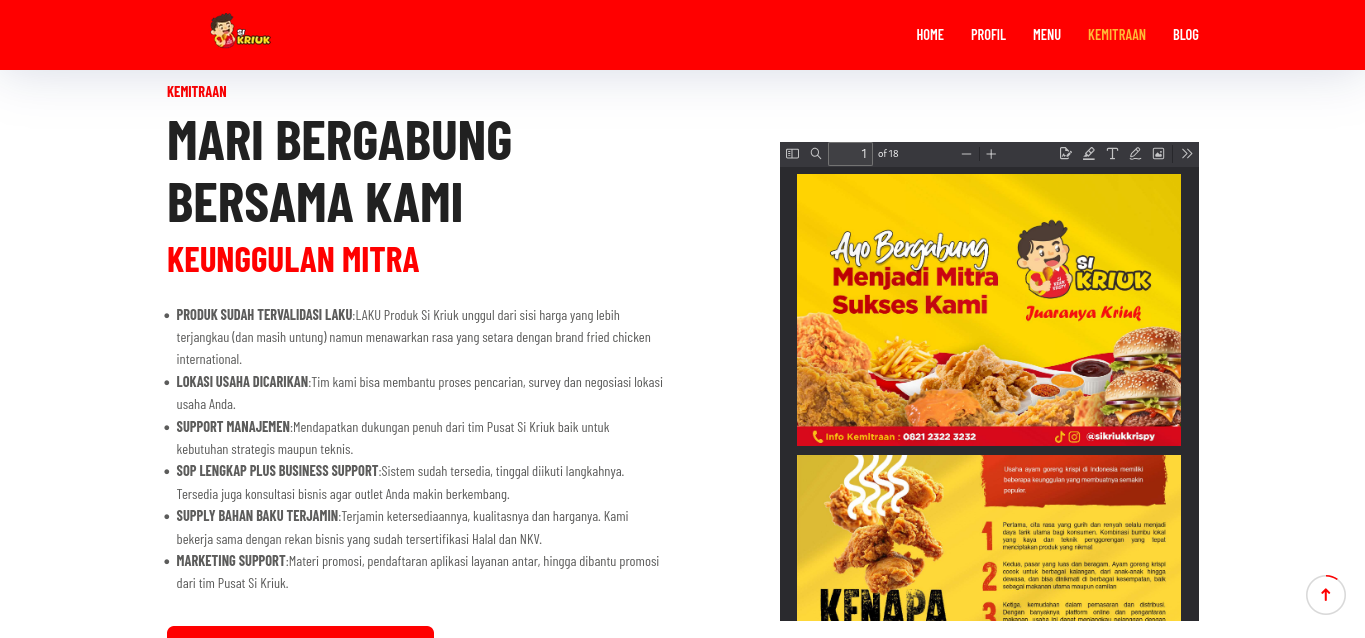 SI
KRIUK
HOME
PROFIL
MENU
KEMITRAAN
BLOG
KEMITRAAN
MARI BERGABUNG
BERSAMA KAMI
KEUNGGULAN MITRA
PRODUK SUDAH TERVALIDASI LAKU:LAKU Produk Si Kriuk unggul dari sisi harga yang lebih
terjangkau (dan masih untung) namun menawarkan rasa yang setara dengan brand fried chicken
international.
LOKASI USAHA DICARIKAN:Tim kami bisa membantu proses pencarian, survey dan negosiasi lokasi
usaha Anda.
SUPPORT MANAJEMEN:Mendapatkan dukungan penuh dari tim Pusat Si Kriuk baik untuk
kebutuhan strategis maupun teknis.
SOP LENGKAP PLUS BUSINESS SUPPORT:Sistem sudah tersedia, tinggal diikuti langkahnya.
Tersedia juga konsultasi bisnis agar outlet Anda makin berkembang.
SUPPLY BAHAN BAKU TERJAMIN:Terjamin ketersediaannya, kualitasnya dan harganya. Kami
bekerja sama dengan rekan bisnis yang sudah tersertifikasi Halal dan NKV.
MARKETING SUPPORT:Materi promosi, pendaftaran aplikasi layanan antar, hingga dibantu promosi
dari tim Pusat Si Kriuk.
1 of 18
Ayo Bergabung
Menjadi Mitra
Sukses Kami
SI
KRIUK
Juaranya Kriuk
Info Kemitraan : 0821 2322 3232
@sikriukkrispy
KENAPA
Usaha ayam goreng krispi di Indonesia memiliki
beberapa keunggulan yang membuatnya semakin
populer.
1
Pertama, cita rasa yang gurih dan renyah selalu menjadi
daya tarik utama bagi konsumen. Kombinasi bumbu lokal
yang kaya dan teknik penggorengan yang tepat
menciptakan produk yang nikmat
2
Kedua, pasar yang luas dan beragam. Ayam goreng krispi
cocok untuk berbagai kalangan, dari anak-anak hingga
dewasa, dan bisa dinikmati di berbagai kesempatan, baik
sebagai makanan utama maupun camilan
3
Ketiga, kemudahan dalam pemasaran dan distribusi.
Dengan banyaknya platform online dan pengantaran
makanan, usaha ini dapat menjangkau pelanggan dengan